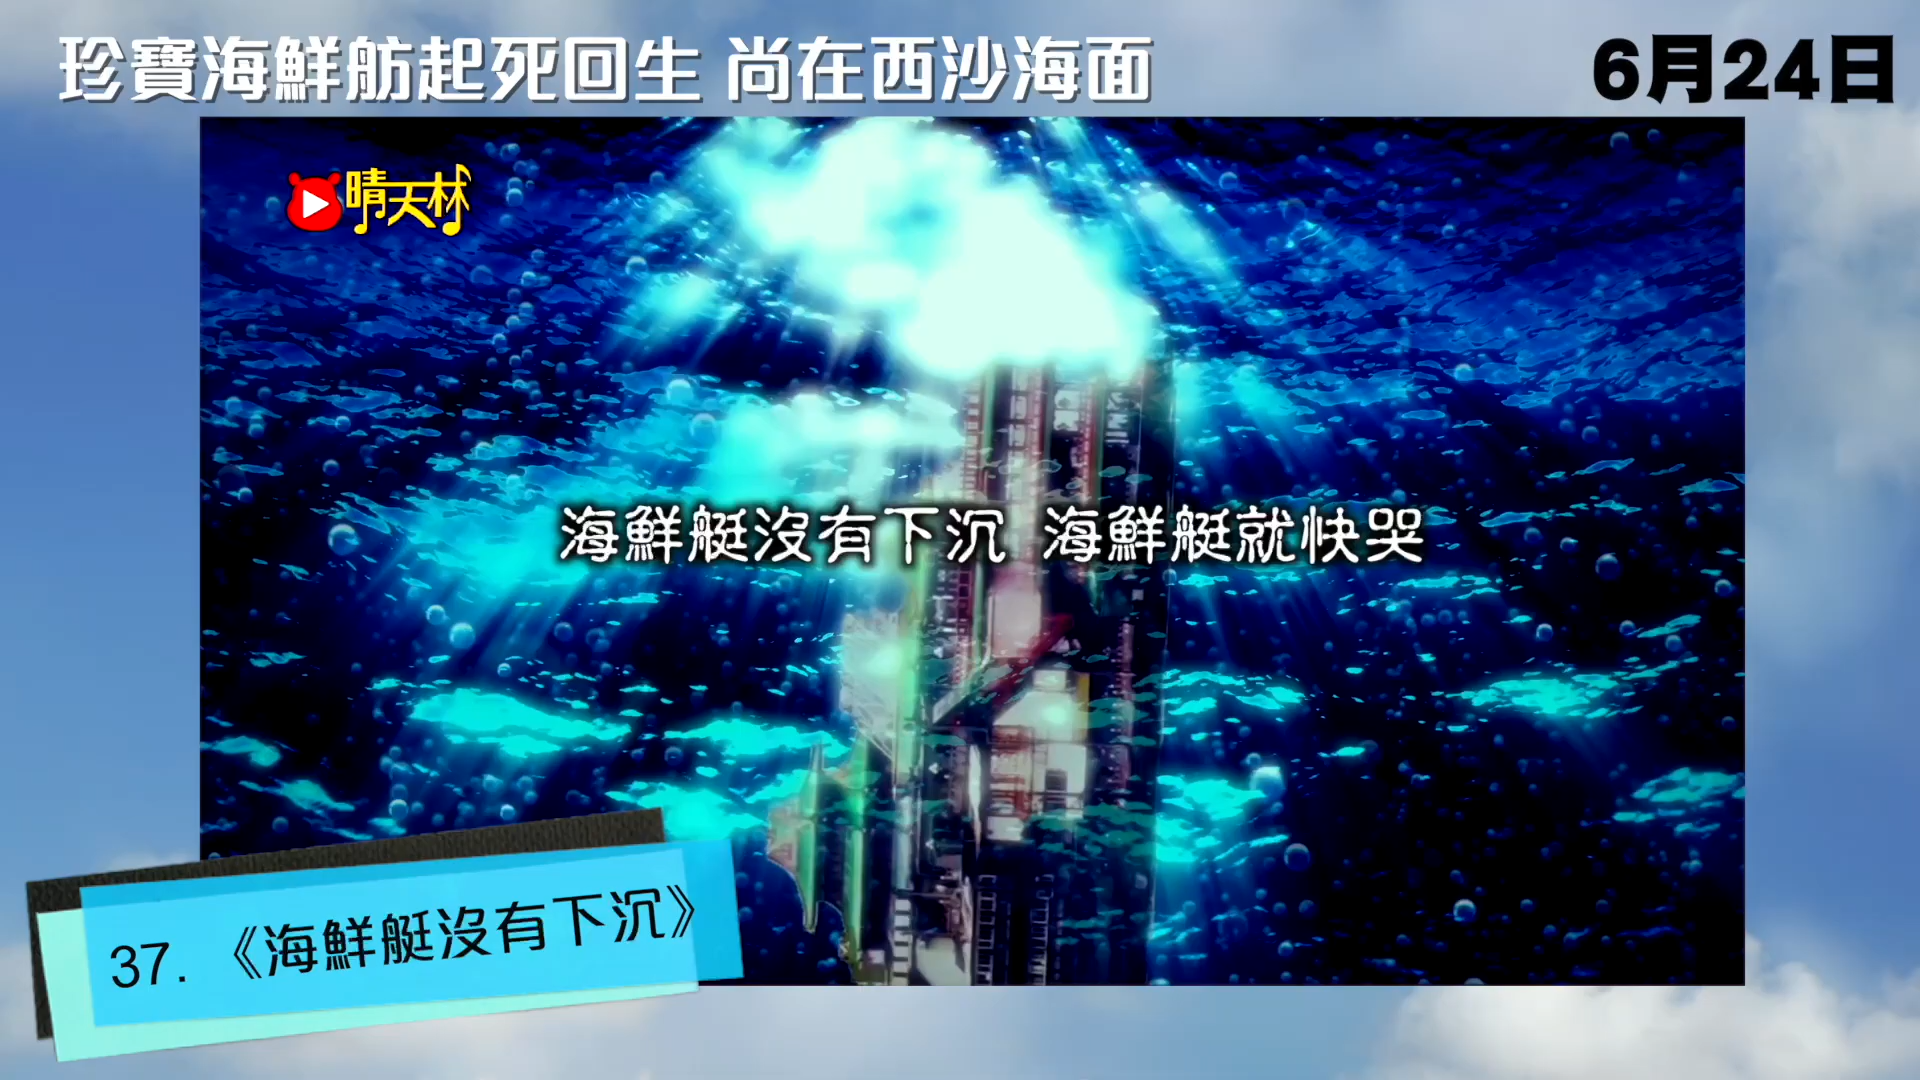 珍寶海鮮舫起死回生 尚在西沙海面
6月24日
晴天林
海鮮艇沒有下沉 海鮮艇就快哭
37. 《海鮮艇沒有下沉》